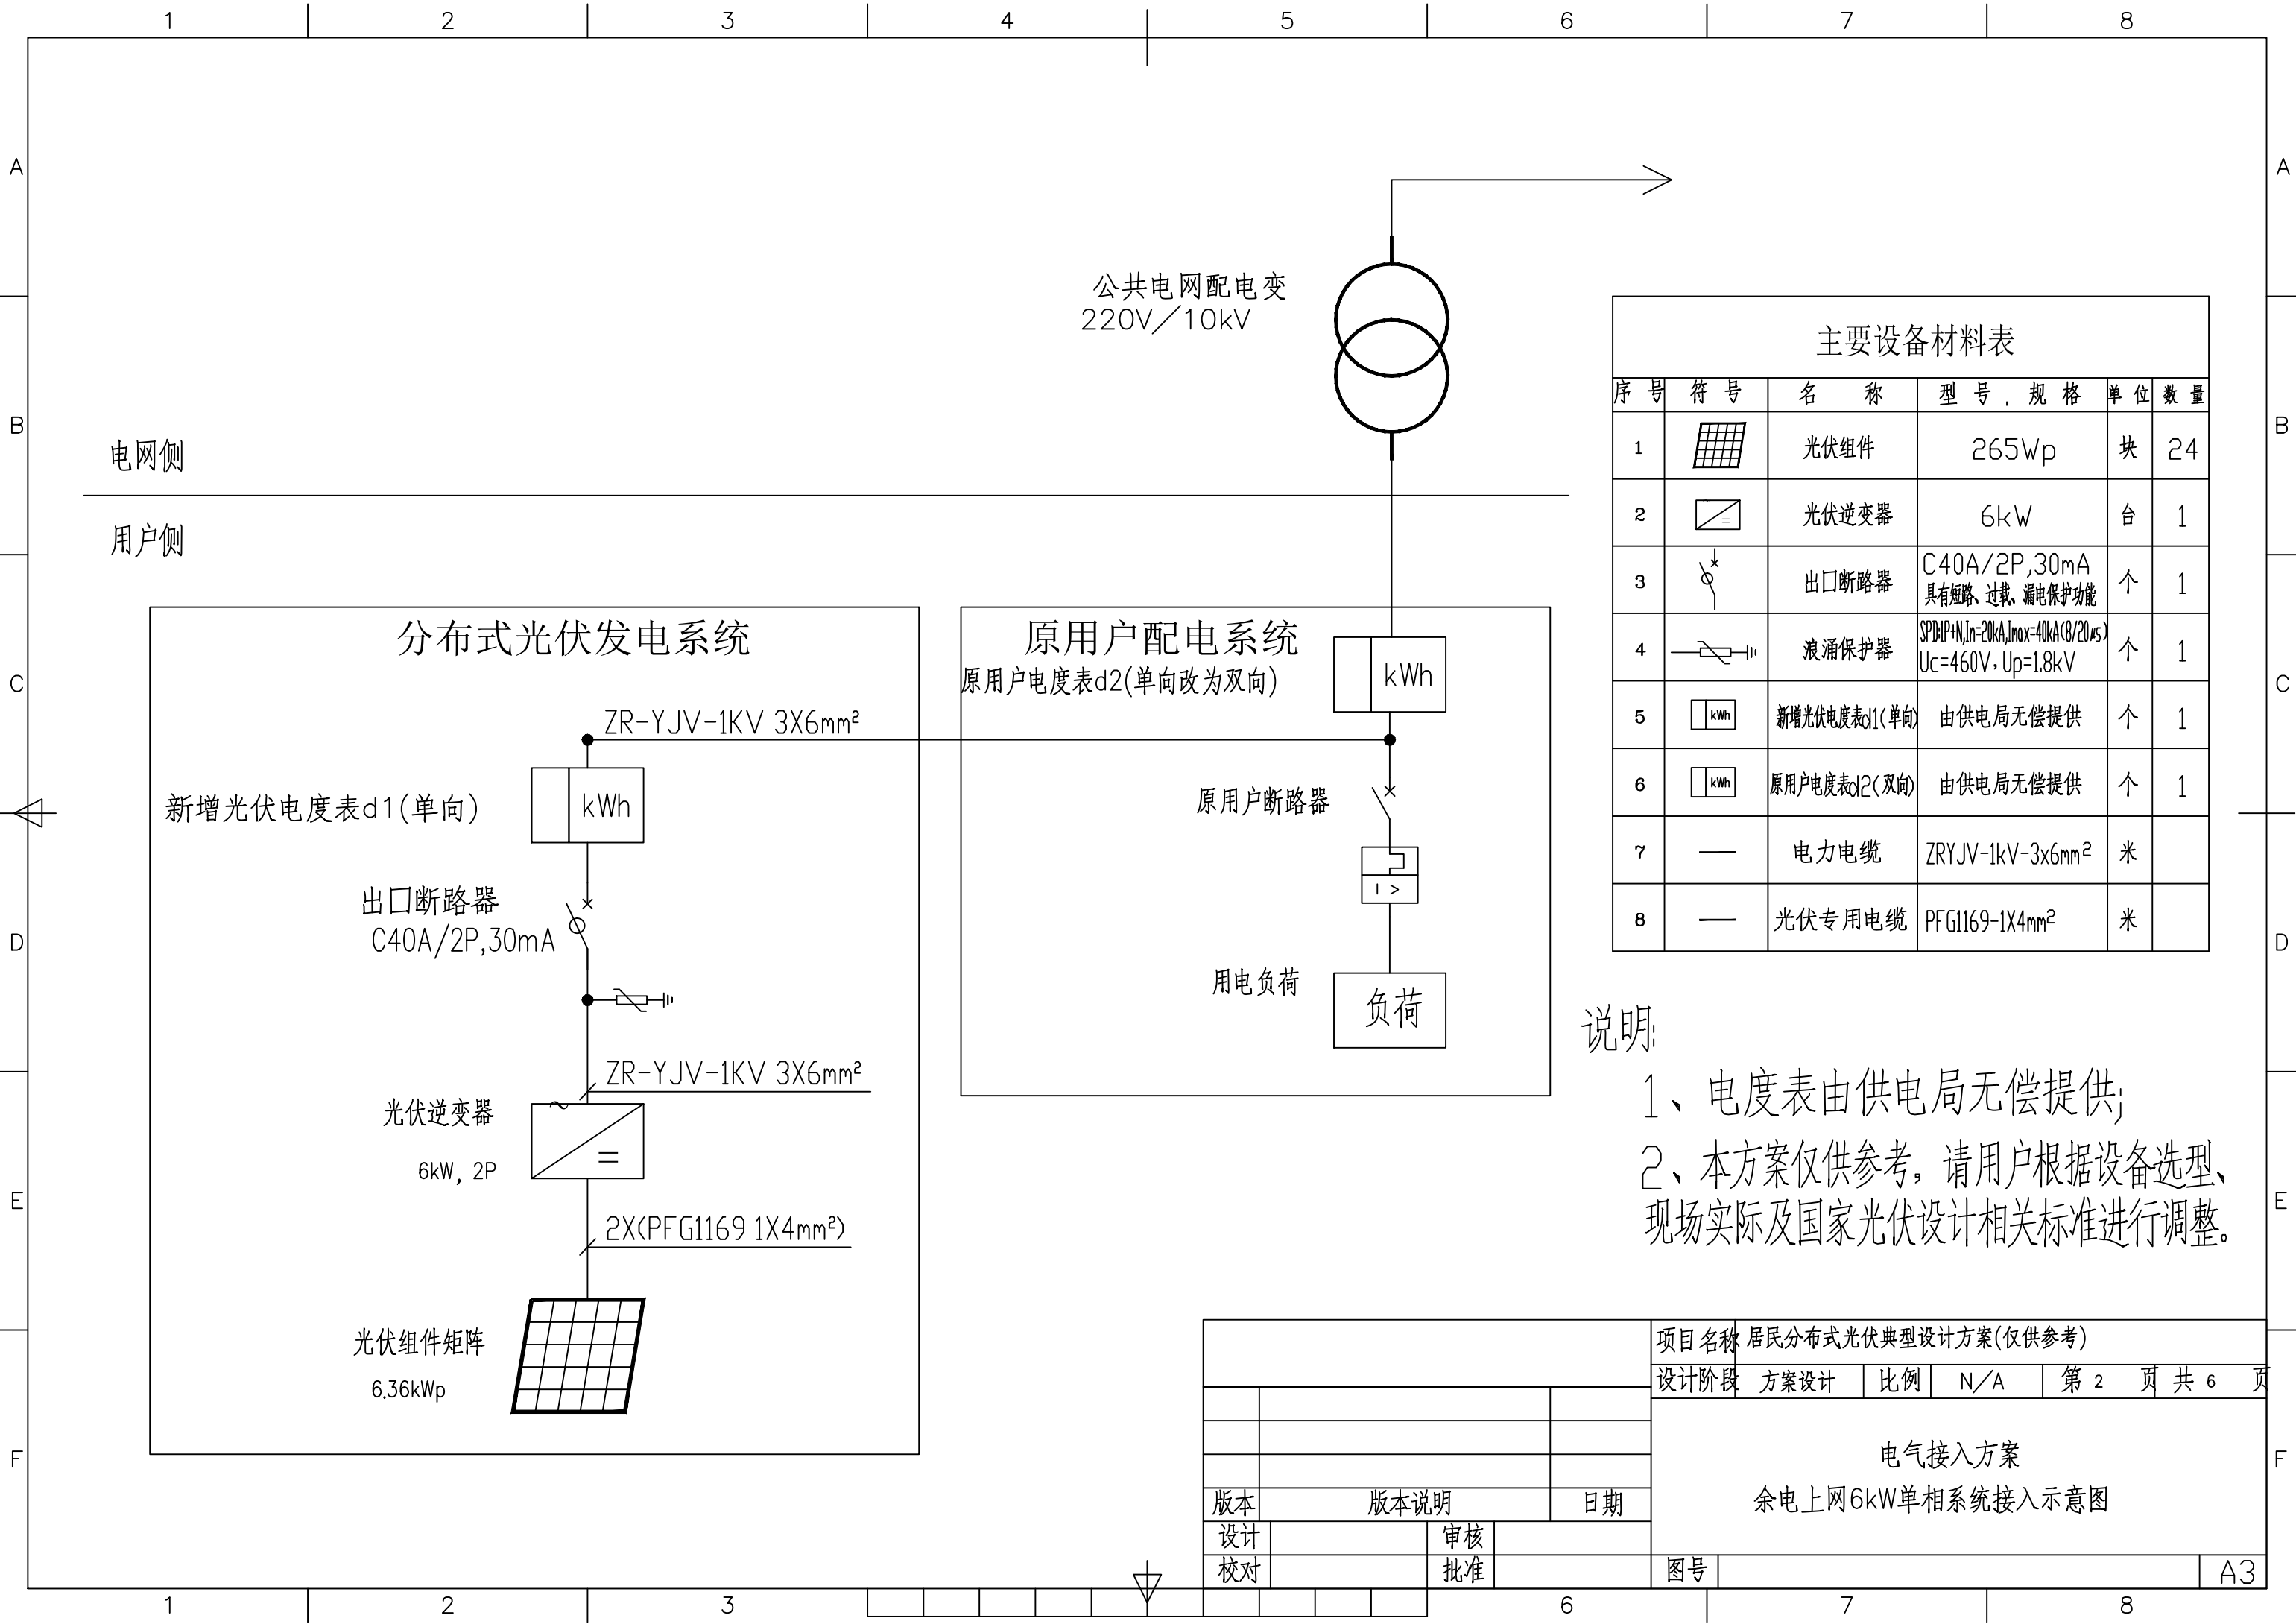 1 2 3 4 5 6 7 8
A A
B B
C C
D D
E E
F F
公共电网配电变
220V/10kV
电网侧
用户侧
分布式光伏发电系统
ZR-YJV-1KV 3X6mm²
kWh
新增光伏电度表d1(单向)
出口断路器
C40A/2P,30mA
ZR-YJV-1KV 3X6mm²
光伏逆变器
6kW, 2P
~
=
2X(PFG1169 1X4mm²)
光伏组件矩阵
6.36kWp
原用户配电系统
原用户电度表d2(单向改为双向)
kWh
原用户断路器
I >
用电负荷
负荷
主要设备材料表
序号 符号 名称 型号, 规格 单位 数量
1 光伏组件 265Wp 块 24
2 光伏逆变器 6kW 台 1
3 出口断路器 C40A/2P,30mA 个 1
具有短路、过载、漏电保护功能
4 浪涌保护器 SPD:1P+N,In=20kA,Imax=40kA(8/20μs) 个 1
Uc=460V,Up=1.8kV
5 kWh 新增光伏电度表d1(单向) 由供电局无偿提供 个 1
6 kWh 原用户电度表d2(双向) 由供电局无偿提供 个 1
7 电力电缆 ZRYJV-1kV-3x6mm² 米
8 光伏专用电缆 PFG1169-1X4mm² 米
说明:
1、电度表由供电局无偿提供;
2、本方案仅供参考,请用户根据设备选型、
现场实际及国家光伏设计相关标准进行调整。
项目名称 居民分布式光伏典型设计方案(仅供参考)
设计阶段 方案设计 比例 N/A 第 2 页 共 6 页
电气接入方案
余电上网6kW单相系统接入示意图
版本 版本说明 日期
设计 审核
校对 批准 图号 A3
1 2 3 6 7 8